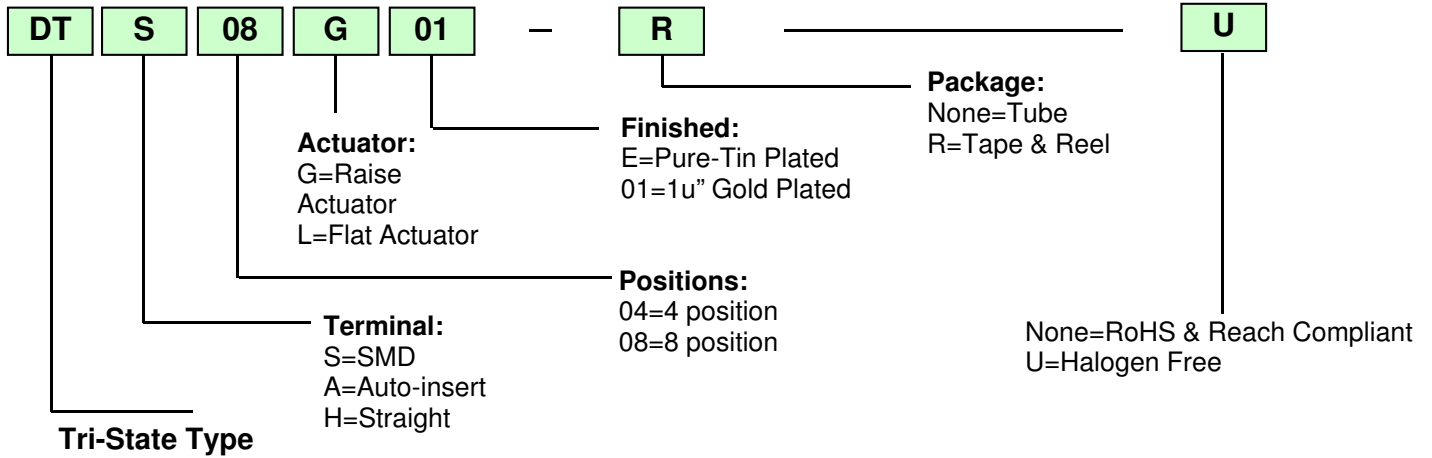 DT S 08 G 01 – R U
Package:
None=Tube
R=Tape & Reel
Finished:
E=Pure-Tin Plated
01=1u” Gold Plated
Actuator:
G=Raise
Actuator
L=Flat Actuator
Positions:
04=4 position
08=8 position
Terminal:
S=SMD
A=Auto-insert
H=Straight
None=RoHS & Reach Compliant
U=Halogen Free
Tri-State Type